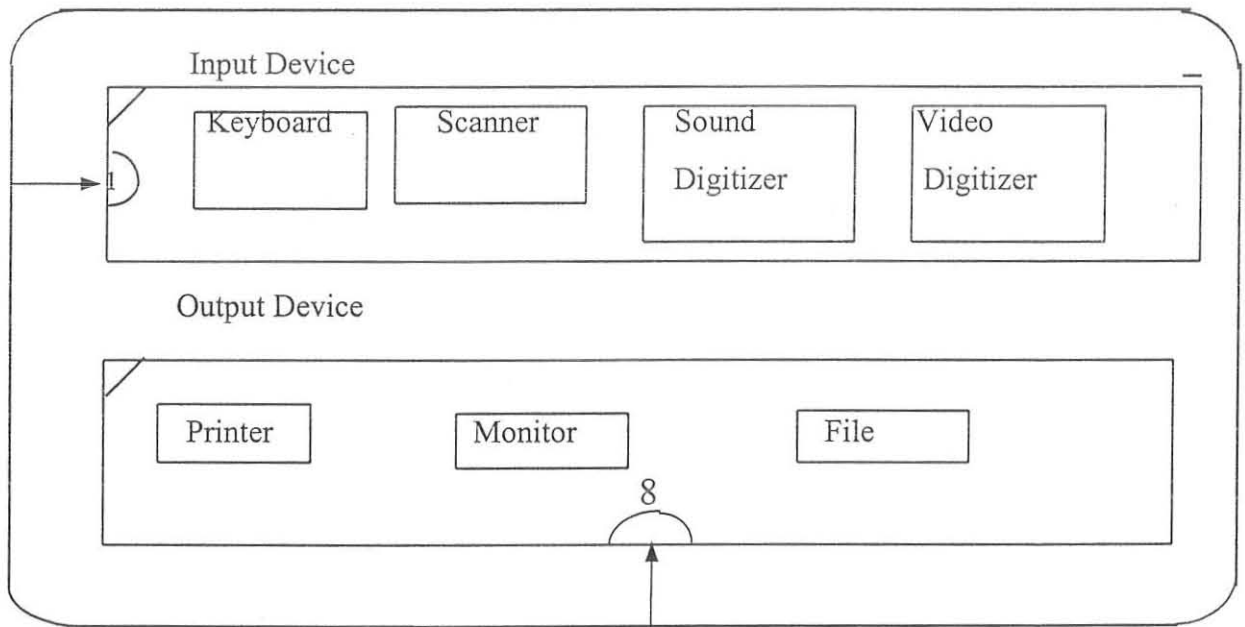 Input Device
Keyboard
Scanner
Sound
Digitizer
Video
Digitizer
1
Output Device
Printer
Monitor
File
8